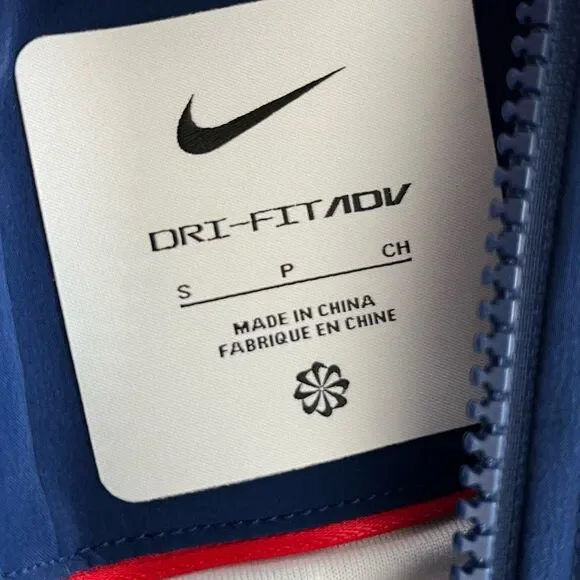 DRI-FIT ADV
S P CH
MADE IN CHINA
FABRIQUE EN CHINE